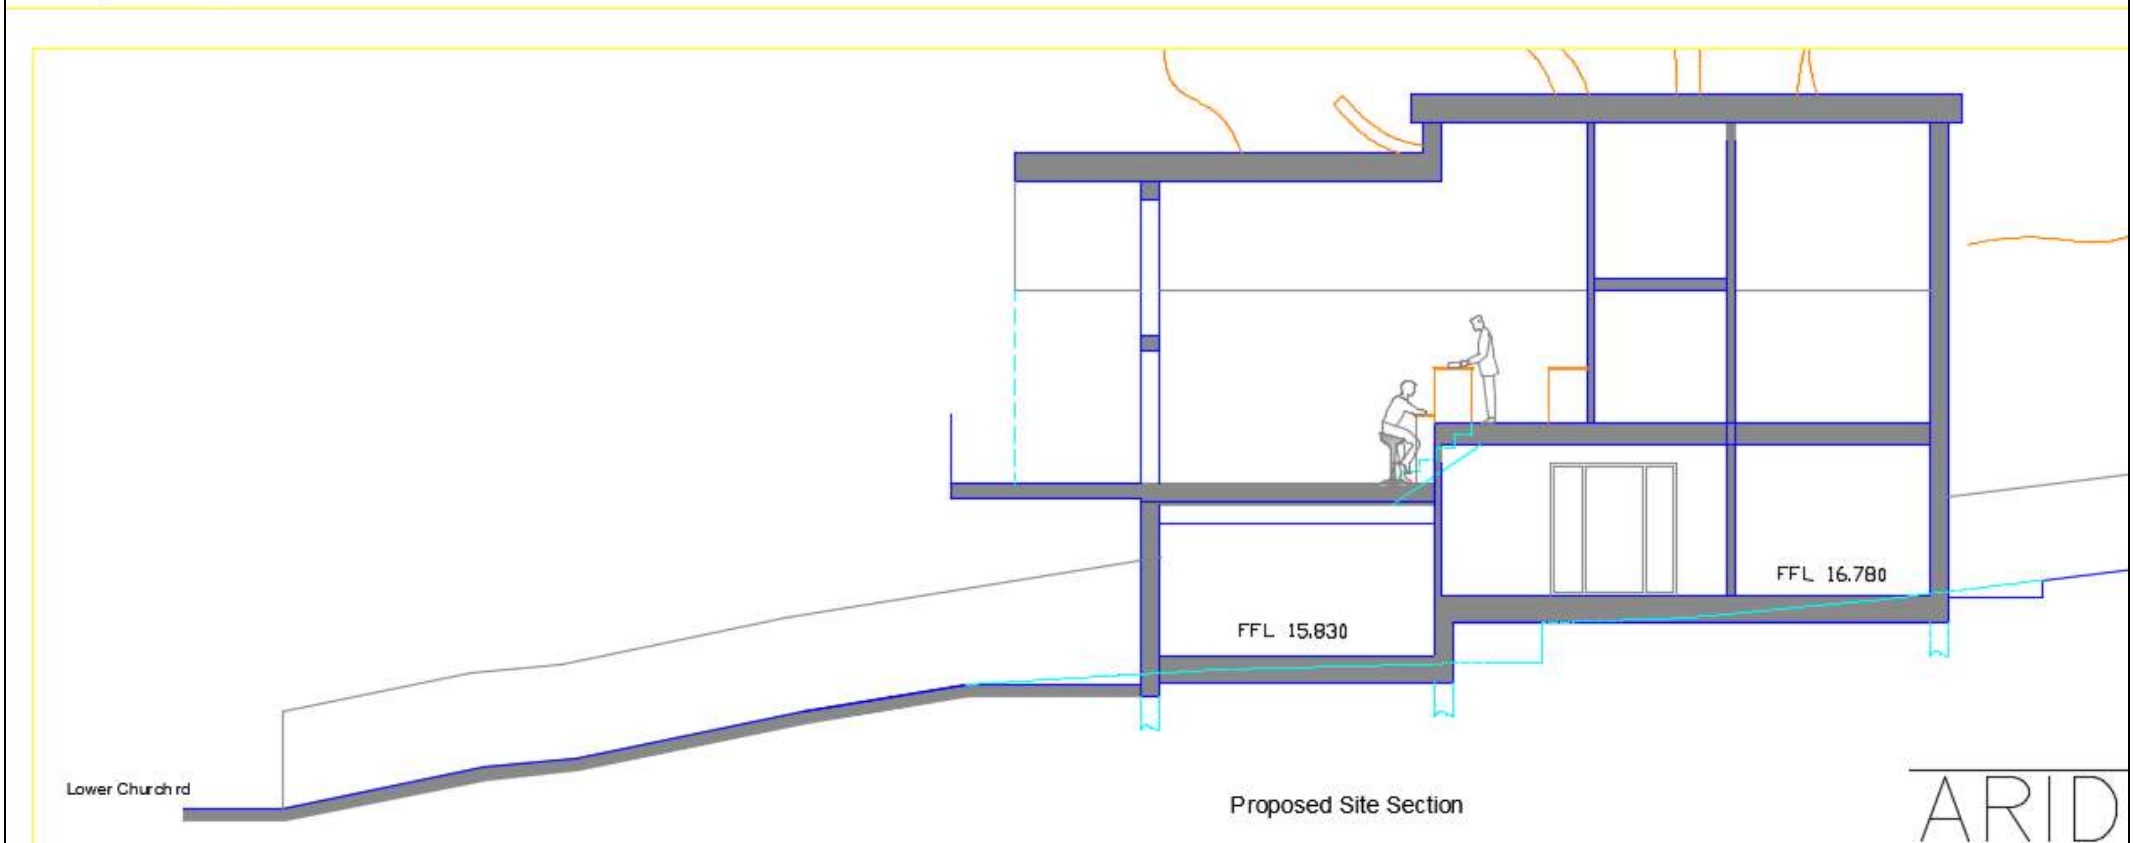 FFL 16.780
FFL 15.830
Lower Church rd
Proposed Site Section
ARID